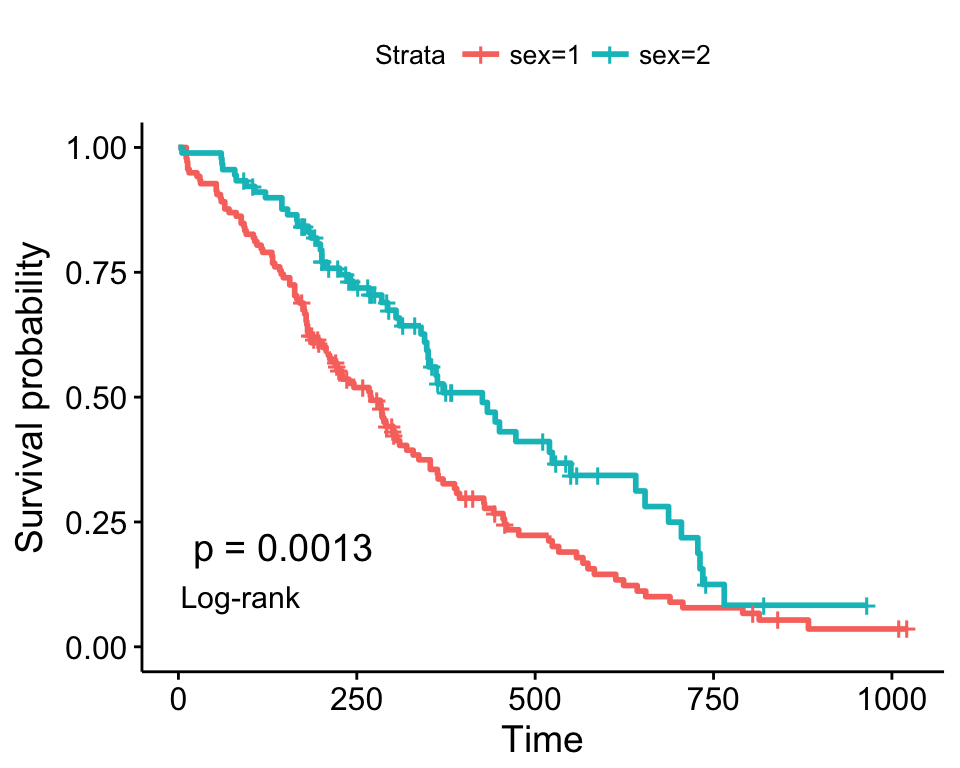 Strata sex=1 sex=2
Survival probability
1.00
0.75
0.50
0.25
0.00
p = 0.0013
Log-rank
0 250 500 750 1000
Time